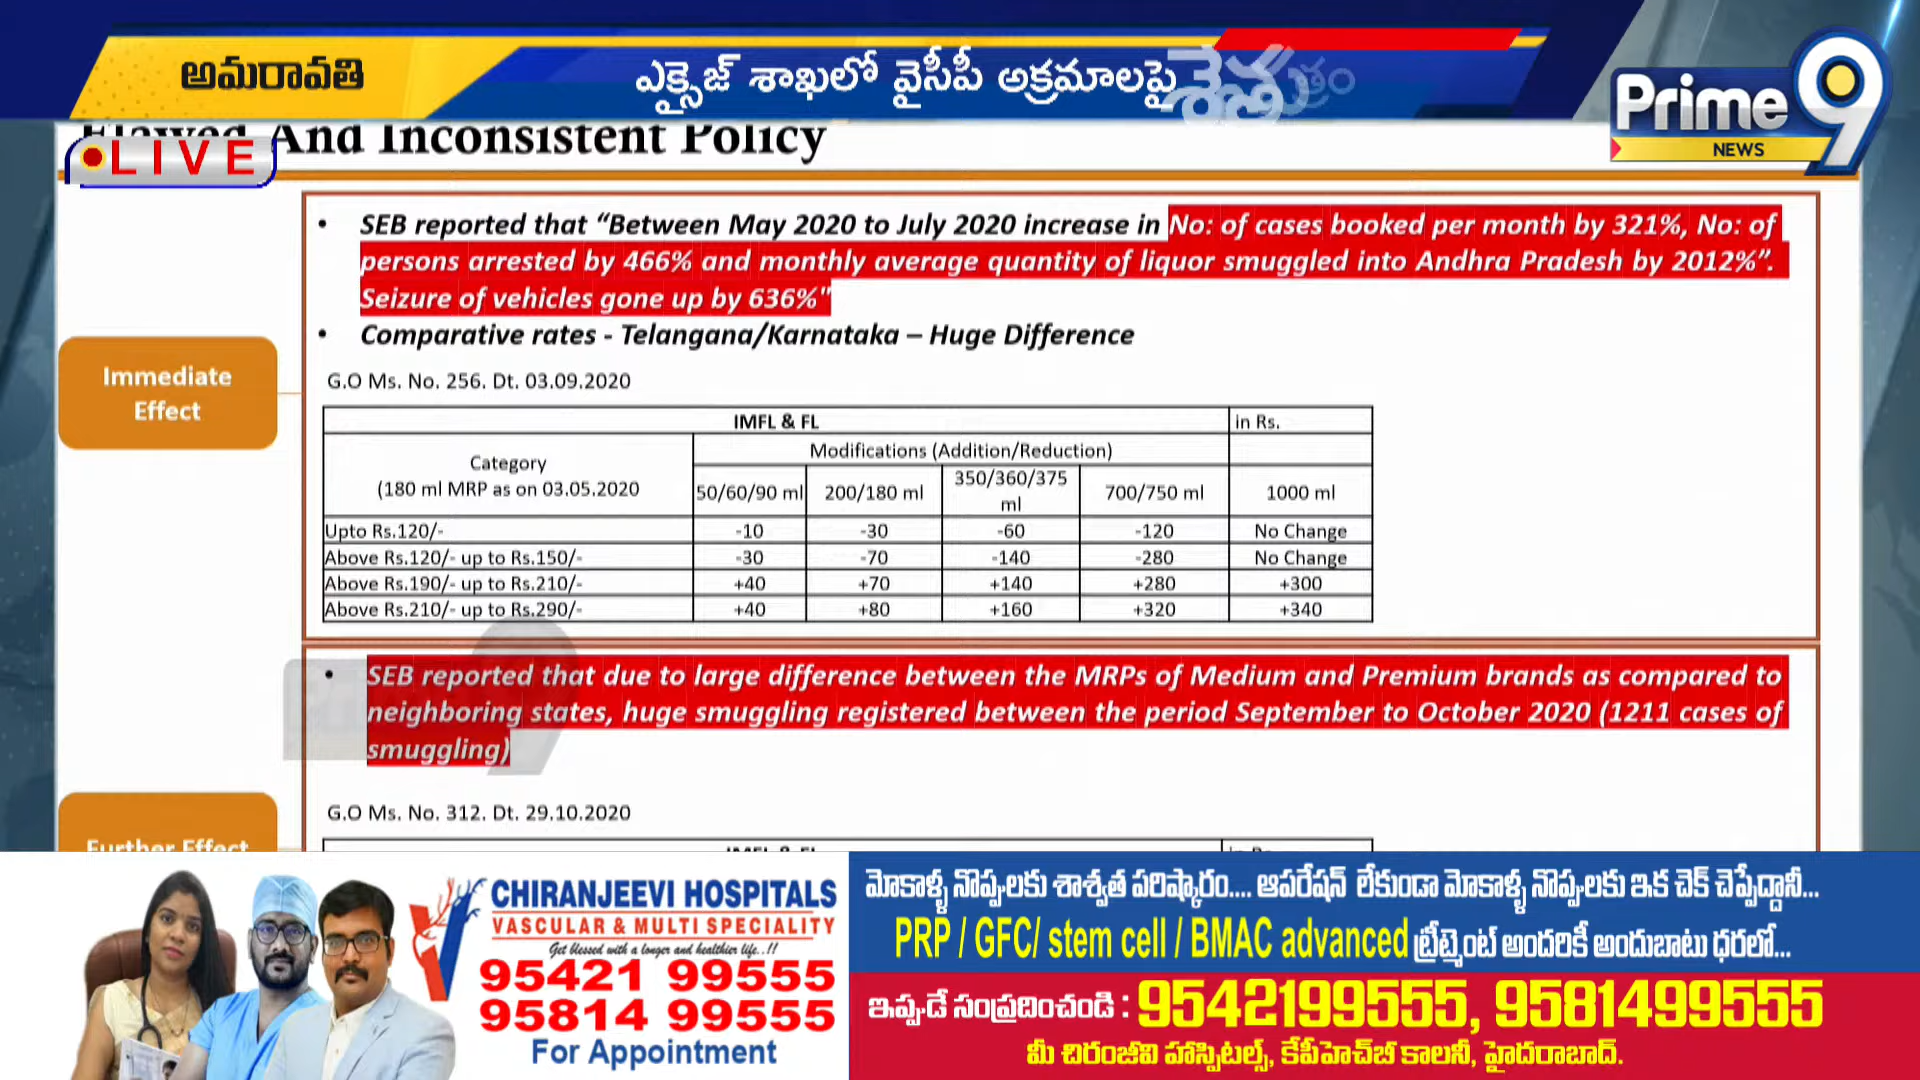 అమరావతి
ఎక్సైజ్ శాఖలో వైసీపీ అక్రమాలపై
Prime9
NEWS
LIVE
Flawed And Inconsistent Policy
• SEB reported that “Between May 2020 to July 2020 increase in No: of cases booked per month by 321%, No: of
persons arrested by 466% and monthly average quantity of liquor smuggled into Andhra Pradesh by 2012%”.
Seizure of vehicles gone up by 636%"
• Comparative rates - Telangana/Karnataka – Huge Difference
Immediate
Effect
G.O Ms. No. 256. Dt. 03.09.2020
IMFL & FL in Rs.
Category
(180 ml MRP as on 03.05.2020
Modifications (Addition/Reduction)
50/60/90 ml 200/180 ml 350/360/375 ml 700/750 ml 1000 ml
Upto Rs.120/- -10 -30 -60 -120 No Change
Above Rs.120/- up to Rs.150/- -30 -70 -140 -280 No Change
Above Rs.190/- up to Rs.210/- +40 +70 +140 +280 +300
Above Rs.210/- up to Rs.290/- +40 +80 +160 +320 +340
• SEB reported that due to large difference between the MRPs of Medium and Premium brands as compared to
neighboring states, huge smuggling registered between the period September to October 2020 (1211 cases of
smuggling)
G.O Ms. No. 312. Dt. 29.10.2020
Further Effect
IMFL & FL in Rs.
CHIRANJEEVI HOSPITALS
VASCULAR & MULTI SPECIALITY
Get blessed with a longer and healthier life..!!
95421 99555
95814 99555
For Appointment
మోకాళ్ళ నొప్పులకు శాశ్వత పరిష్కారం.... ఆపరేషన్ లేకుండా మోకాళ్ళ నొప్పులకు ఇక చెక్ చెప్పేద్దానీ...
PRP / GFC/ stem cell / BMAC advanced ట్రీట్మెంట్ అందరికీ అందుబాటు ధరలో...
ఇప్పుడే సంప్రదించండి : 9542199555, 9581499555
మీ చిరంజీవి హాస్పిటల్స్, కేపీహెచ్‌బీ కాలనీ, హైదరాబాద్.